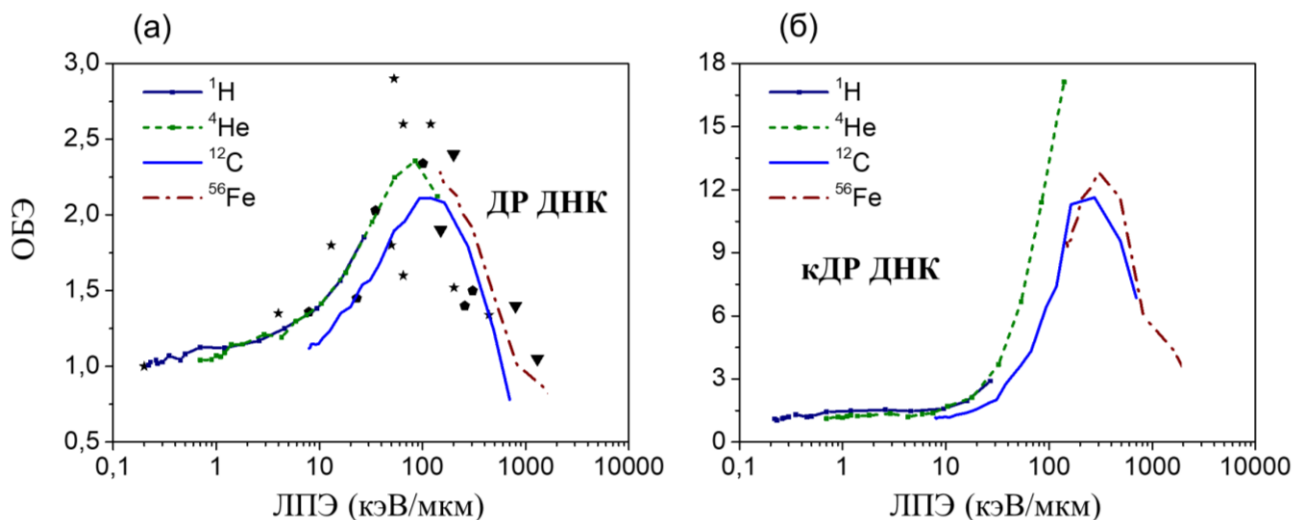 (а)
ОБЭ
3,0
2,5
2,0
1,5
1,0
0,5
¹H
⁴He
¹²C
⁵⁶Fe
ДР ДНК
0,1 1 10 100 1000 10000
ЛПЭ (кэВ/мкм)
(б)
18
15
12
9
6
3
0
¹H
⁴He
¹²C
⁵⁶Fe
кДР ДНК
0,1 1 10 100 1000 10000
ЛПЭ (кэВ/мкм)